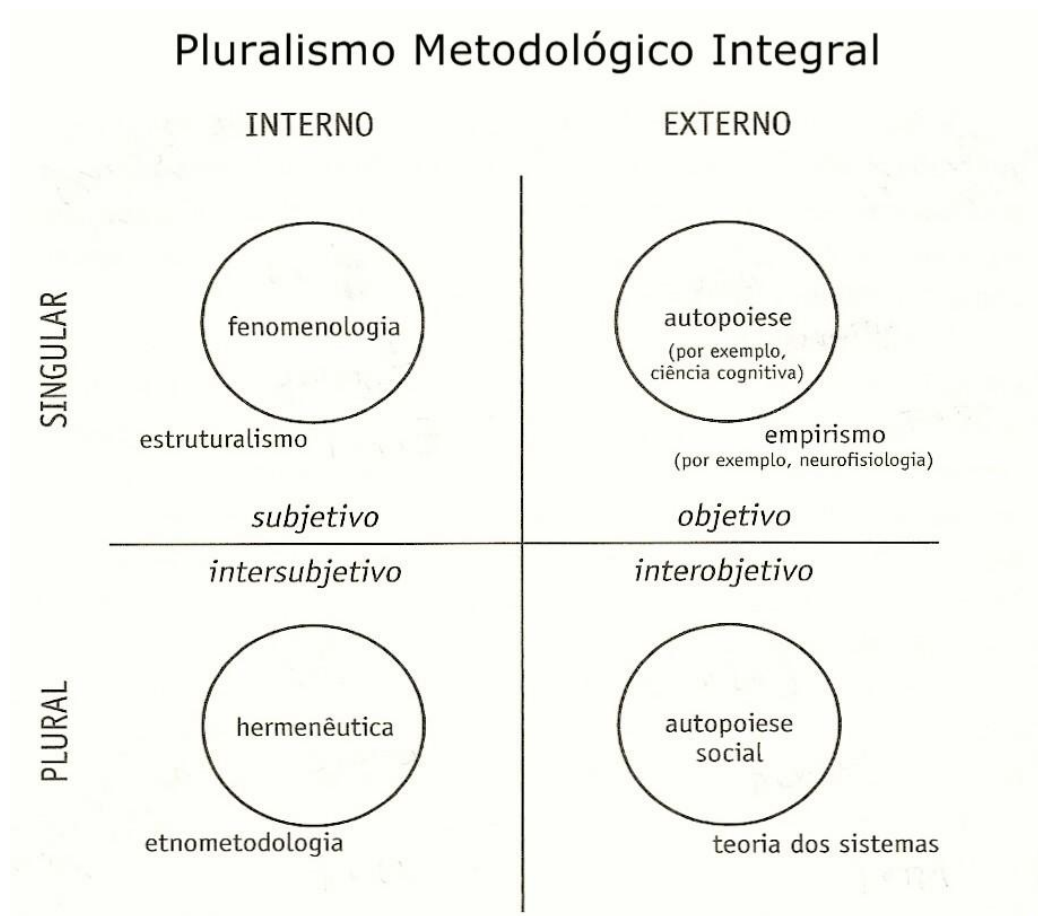 Pluralismo Metodológico Integral
INTERNO
EXTERNO
SINGULAR
fenomenologia
estruturalismo
subjetivo
autopoiese
(por exemplo,
ciência cognitiva)
empirismo
(por exemplo, neurofisiologia)
objetivo
PLURAL
intersubjetivo
hermenêutica
etnometodologia
interobjetivo
autopoiese
social
teoria dos sistemas